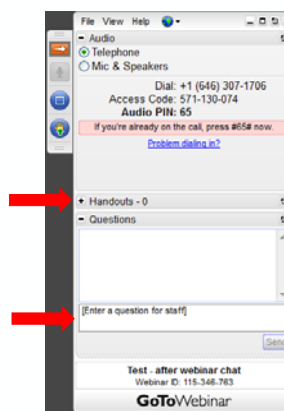 File View Help
- Audio
Telephone
Mic & Speakers
Dial: +1 (646) 307-1706
Access Code: 571-130-074
Audio PIN: 65
If you're already on the call, press #65# now.
Problem dialing in?
+ Handouts - 0
- Questions
[Enter a question for staff]
Send
Test - after webinar chat
Webinar ID: 115-346-763
GoToWebinar